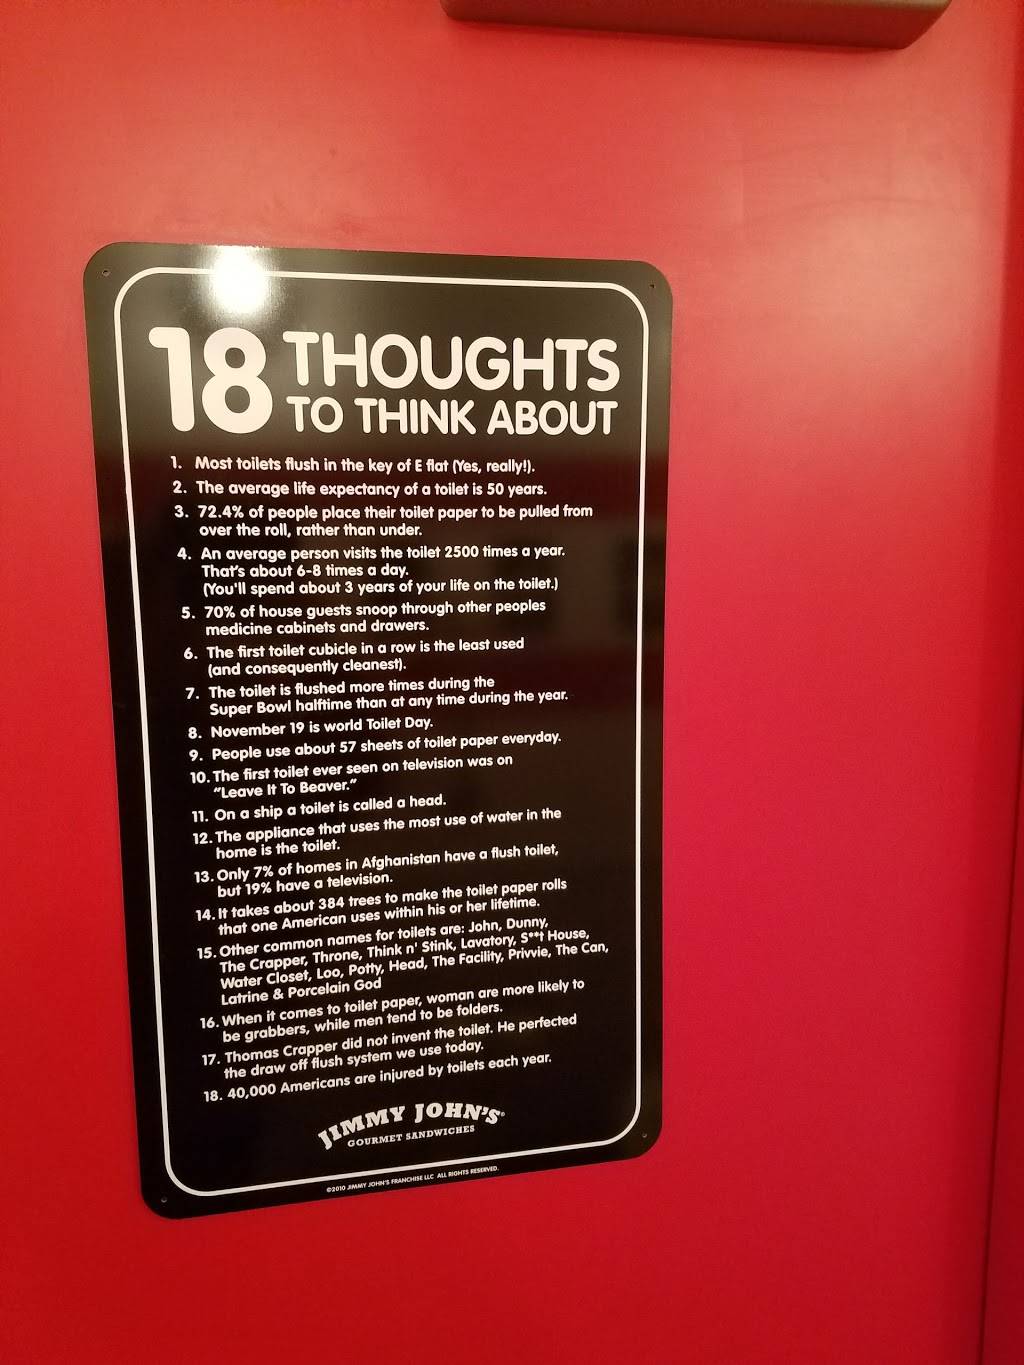 18 THOUGHTS
TO THINK ABOUT
1. Most toilets flush in the key of E flat (Yes, really!).
2. The average life expectancy of a toilet is 50 years.
3. 72.4% of people place their toilet paper to be pulled from
over the roll, rather than under.
4. An average person visits the toilet 2500 times a year.
That's about 6-8 times a day.
(You'll spend about 3 years of your life on the toilet.)
5. 70% of house guests snoop through other peoples
medicine cabinets and drawers.
6. The first toilet cubicle in a row is the least used
(and consequently cleanest).
7. The toilet is flushed more times during the
Super Bowl halftime than at any time during the year.
8. November 19 is world Toilet Day.
9. People use about 57 sheets of toilet paper everyday.
10. The first toilet ever seen on television was on
"Leave It To Beaver."
11. On a ship a toilet is called a head.
12. The appliance that uses the most use of water in the
home is the toilet.
13. Only 7% of homes in Afghanistan have a flush toilet,
but 19% have a television.
14. It takes about 384 trees to make the toilet paper rolls
that one American uses within his or her lifetime.
15. Other common names for toilets are: John, Dunny,
The Crapper, Throne, Think n' Stink, Lavatory, S**t House,
Water Closet, Loo, Potty, Head, The Facility, Privvie, The Can,
Latrine & Porcelain God
16. When it comes to toilet paper, woman are more likely to
be grabbers, while men tend to be folders.
17. Thomas Crapper did not invent the toilet. He perfected
the draw off flush system we use today.
18. 40,000 Americans are injured by toilets each year.
JIMMY JOHN'S®
GOURMET SANDWICHES
©2010 JIMMY JOHN'S FRANCHISE LLC ALL RIGHTS RESERVED.